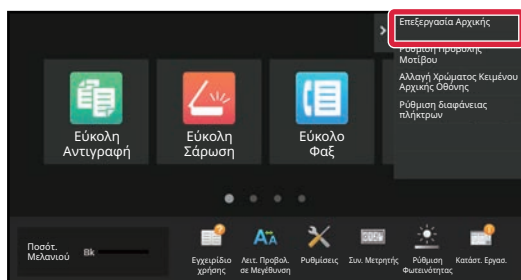 Επεξεργασία Αρχικής
Ρύθμιση Προβολής
Μοτίβου
Αλλαγή Χρώματος Κειμένου
Αρχικής Οθόνης
Ρύθμιση διαφάνειας
πλήκτρων
Εύκολη
Αντιγραφή
Εύκολη
Σάρωση
Εύκολο
Φαξ
Ποσότ.
Μελανιού
Bk
Εγχειρίδιο
χρήσης
Λειτ. Προβολ.
σε Μεγέθυνση
Ρυθμίσεις
Συν. Μετρητής
Ρύθμιση
Φωτεινότητας
Κατάστ. Εργασ.